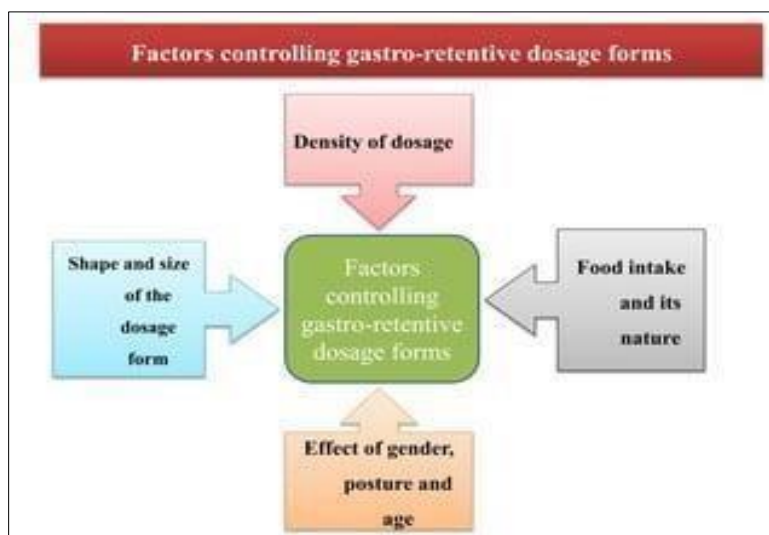 Factors controlling gastro-retentive dosage forms
Density of dosage
Shape and size
of the
dosage
form
Factors
controlling
gastro-retentive
dosage forms
Food intake
and its
nature
Effect of gender,
posture and
age